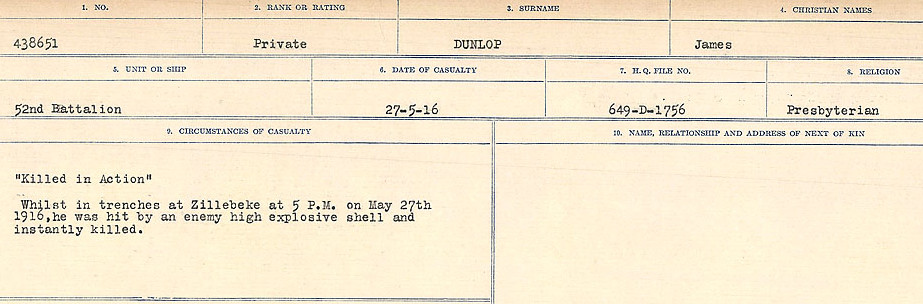 1. NO. 2. RANK OR RATING 3. SURNAME 4. CHRISTIAN NAMES
438651 Private DUNLOP James
5. UNIT OR SHIP 6. DATE OF CASUALTY 7. H.Q. FILE NO. 8. RELIGION
52nd Battalion 27-5-16 649-D-1756 Presbyterian
9. CIRCUMSTANCES OF CASUALTY 10. NAME, RELATIONSHIP AND ADDRESS OF NEXT OF KIN
"Killed in Action"
Whilst in trenches at Zillebeke at 5 P.M. on May 27th
1916,he was hit by an enemy high explosive shell and
instantly killed.